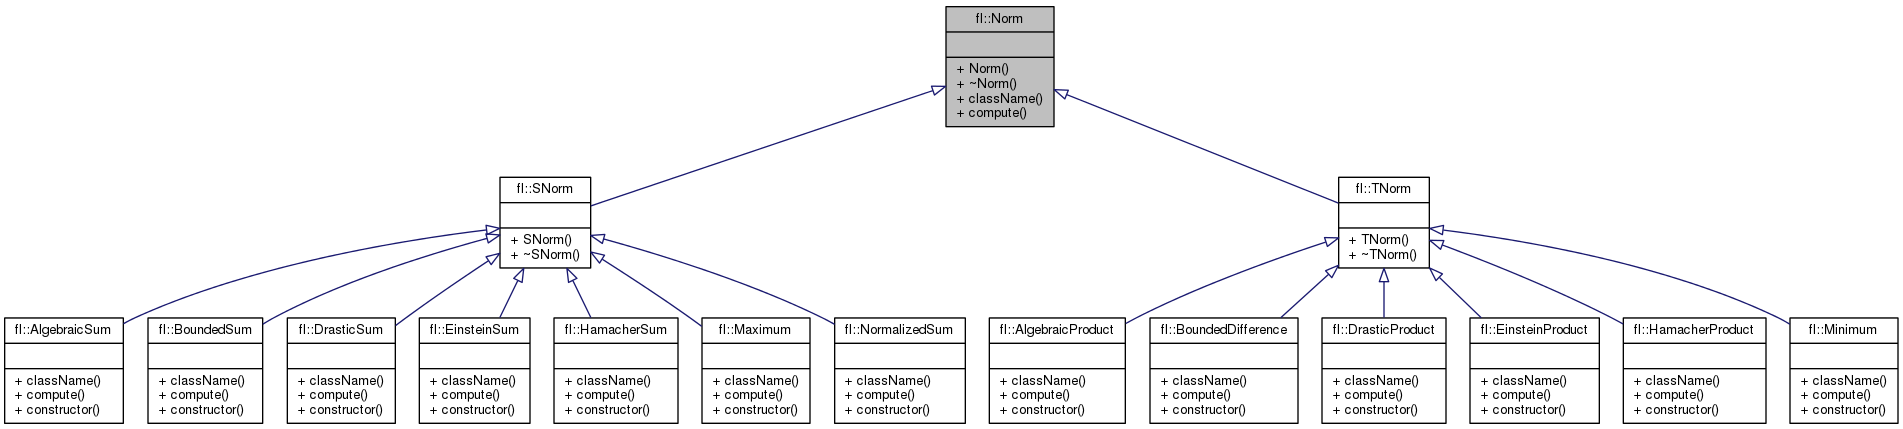 fl::Norm
+ Norm()
+ ~Norm()
+ className()
+ compute()
fl::SNorm
+ SNorm()
+ ~SNorm()
fl::TNorm
+ TNorm()
+ ~TNorm()
fl::AlgebraicSum
+ className()
+ compute()
+ constructor()
fl::BoundedSum
+ className()
+ compute()
+ constructor()
fl::DrasticSum
+ className()
+ compute()
+ constructor()
fl::EinsteinSum
+ className()
+ compute()
+ constructor()
fl::HamacherSum
+ className()
+ compute()
+ constructor()
fl::Maximum
+ className()
+ compute()
+ constructor()
fl::NormalizedSum
+ className()
+ compute()
+ constructor()
fl::AlgebraicProduct
+ className()
+ compute()
+ constructor()
fl::BoundedDifference
+ className()
+ compute()
+ constructor()
fl::DrasticProduct
+ className()
+ compute()
+ constructor()
fl::EinsteinProduct
+ className()
+ compute()
+ constructor()
fl::HamacherProduct
+ className()
+ compute()
+ constructor()
fl::Minimum
+ className()
+ compute()
+ constructor()